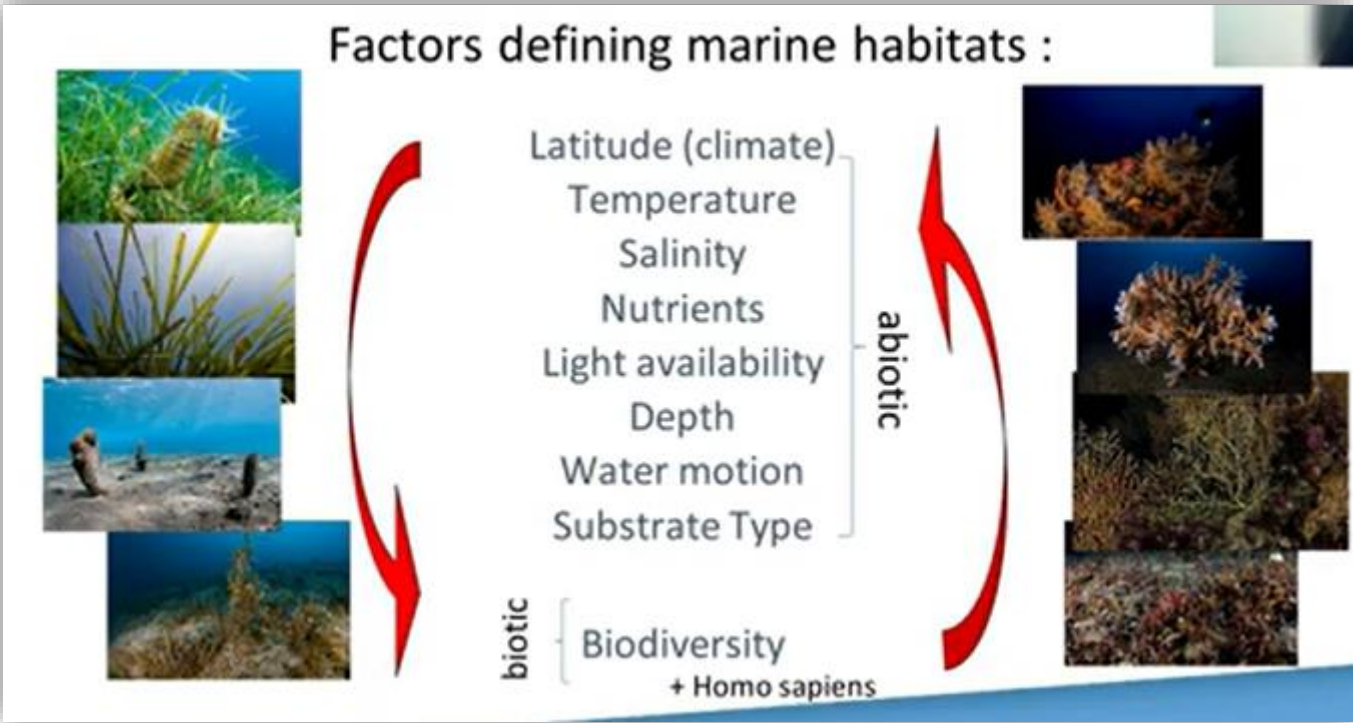 Factors defining marine habitats :
Latitude (climate)
Temperature
Salinity
Nutrients
Light availability
Depth
Water motion
Substrate Type
abiotic
biotic
Biodiversity
+ Homo sapiens